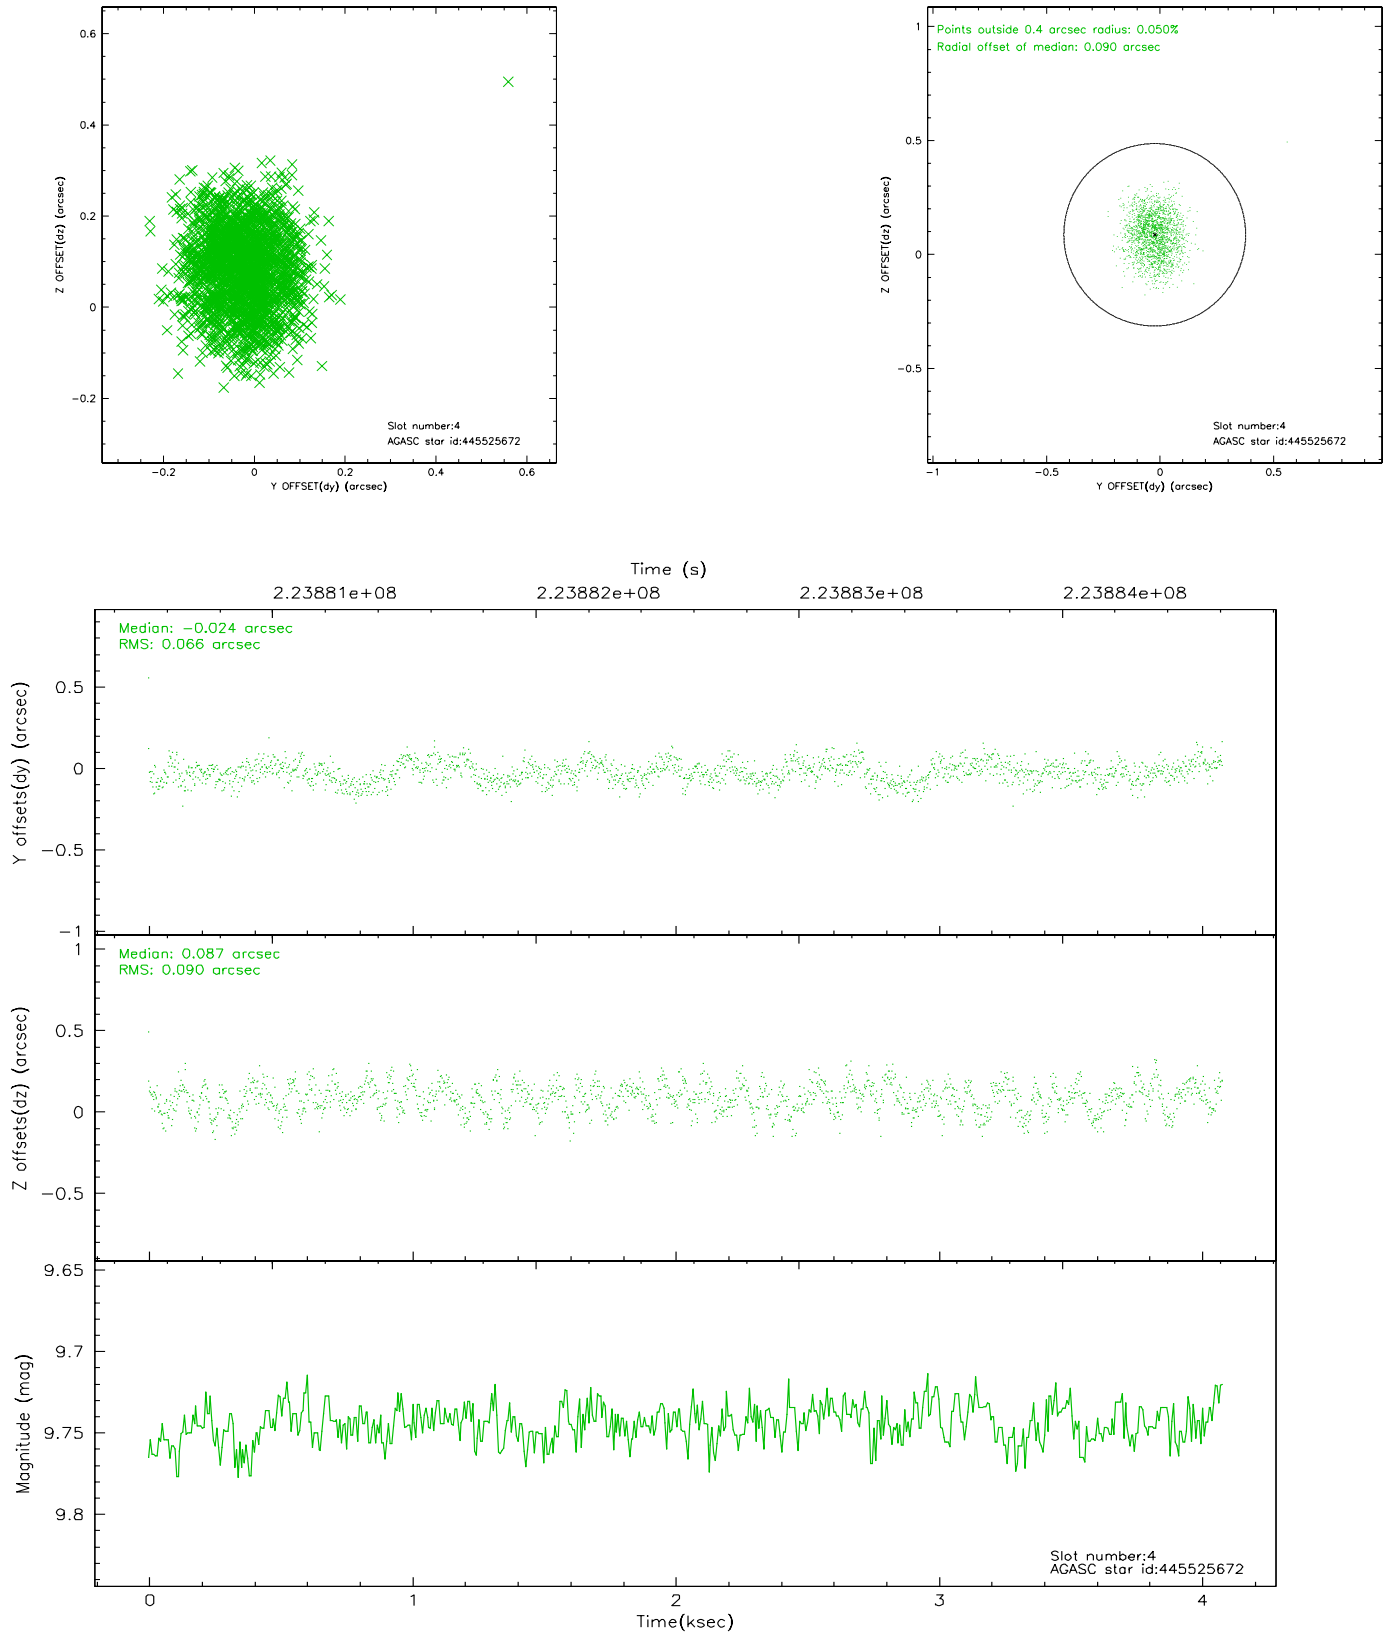 0.6
0.4
0.2
0
−0.2
Z OFFSET(dz) (arcsec)
−0.2 0 0.2 0.4 0.6
Y OFFSET(dy) (arcsec)
Slot number:4
AGASC star id:445525672
Points outside 0.4 arcsec radius: 0.050%
Radial offset of median: 0.090 arcsec
1
0.5
0
−0.5
Z OFFSET(dz) (arcsec)
−1 −0.5 0 0.5
Y OFFSET(dy) (arcsec)
Slot number:4
AGASC star id:445525672
Time (s)
2.23881e+08 2.23882e+08 2.23883e+08 2.23884e+08
Median: −0.024 arcsec
RMS: 0.066 arcsec
0.5
0
−0.5
−1
Y offsets(dy) (arcsec)
Median: 0.087 arcsec
RMS: 0.090 arcsec
1
0.5
0
−0.5
Z offsets(dz) (arcsec)
9.65
9.7
9.75
9.8
Magnitude (mag)
Slot number:4
AGASC star id:445525672
0 1 2 3 4
Time(ksec)